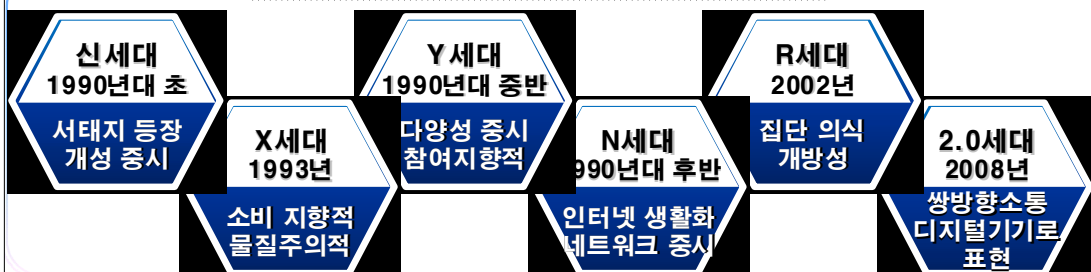 신세대
1990년대 초
서태지 등장
개성 중시
X세대
1993년
소비 지향적
물질주의적
Y세대
1990년대 중반
다양성 중시
참여지향적
N세대
990년대 후반
인터넷 생활화
네트워크 중시
R세대
2002년
집단 의식
개방성
2.0세대
2008년
쌍방향소통
디지털기기로
표현